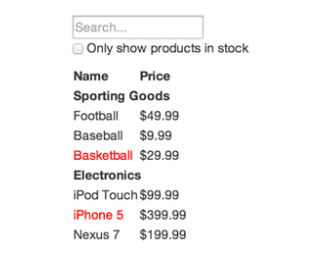 Search...
Only show products in stock
Name Price
Sporting Goods
Football $49.99
Baseball $9.99
Basketball $29.99
Electronics
iPod Touch $99.99
iPhone 5 $399.99
Nexus 7 $199.99